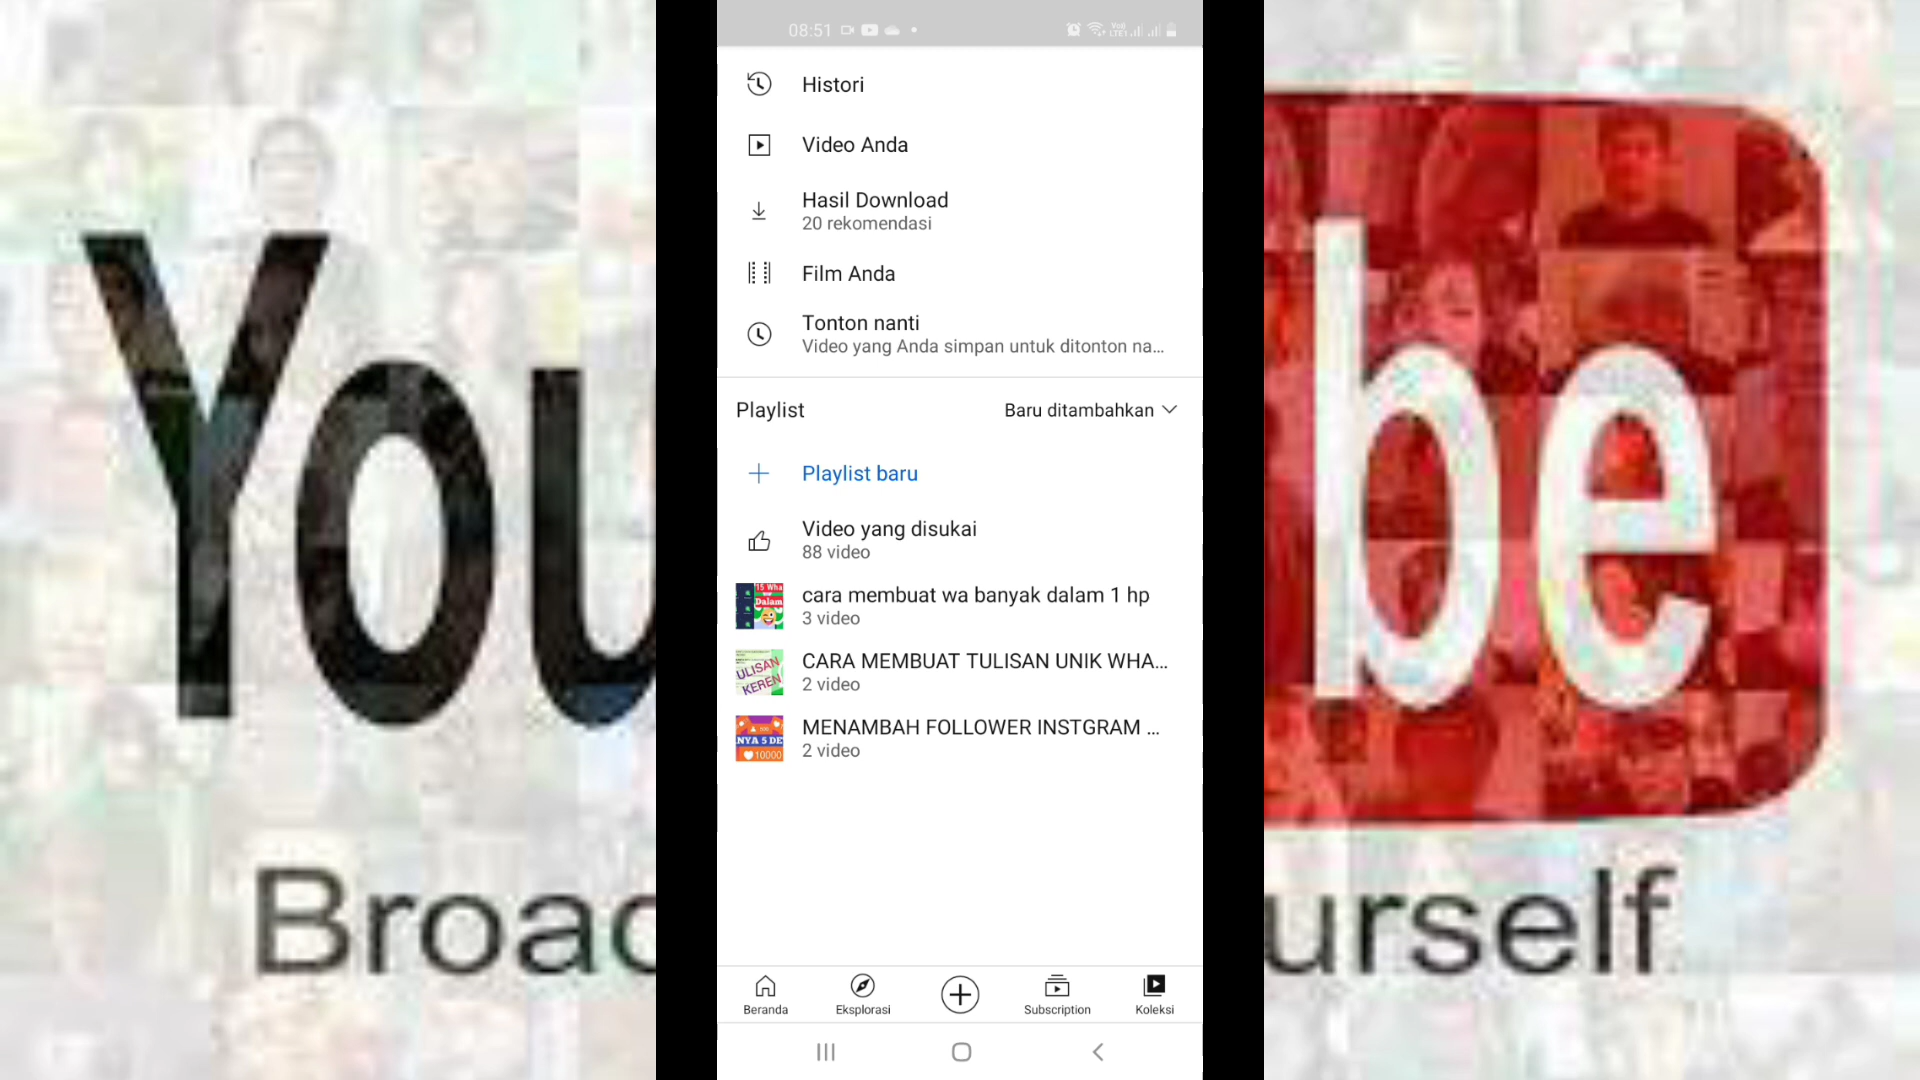 08:51
Histori
Video Anda
Hasil Download
20 rekomendasi
Film Anda
Tonton nanti
Video yang Anda simpan untuk ditonton na...
Playlist
Baru ditambahkan
Playlist baru
Video yang disukai
88 video
15 Wha
Dalam
cara membuat wa banyak dalam 1 hp
3 video
ULISAN
KEREN
CARA MEMBUAT TULISAN UNIK WHA...
2 video
NYA 5 DE
10000
MENAMBAH FOLLOWER INSTGRAM ...
2 video
Beranda
Eksplorasi
Subscription
Koleksi
You
be
Broad
urself